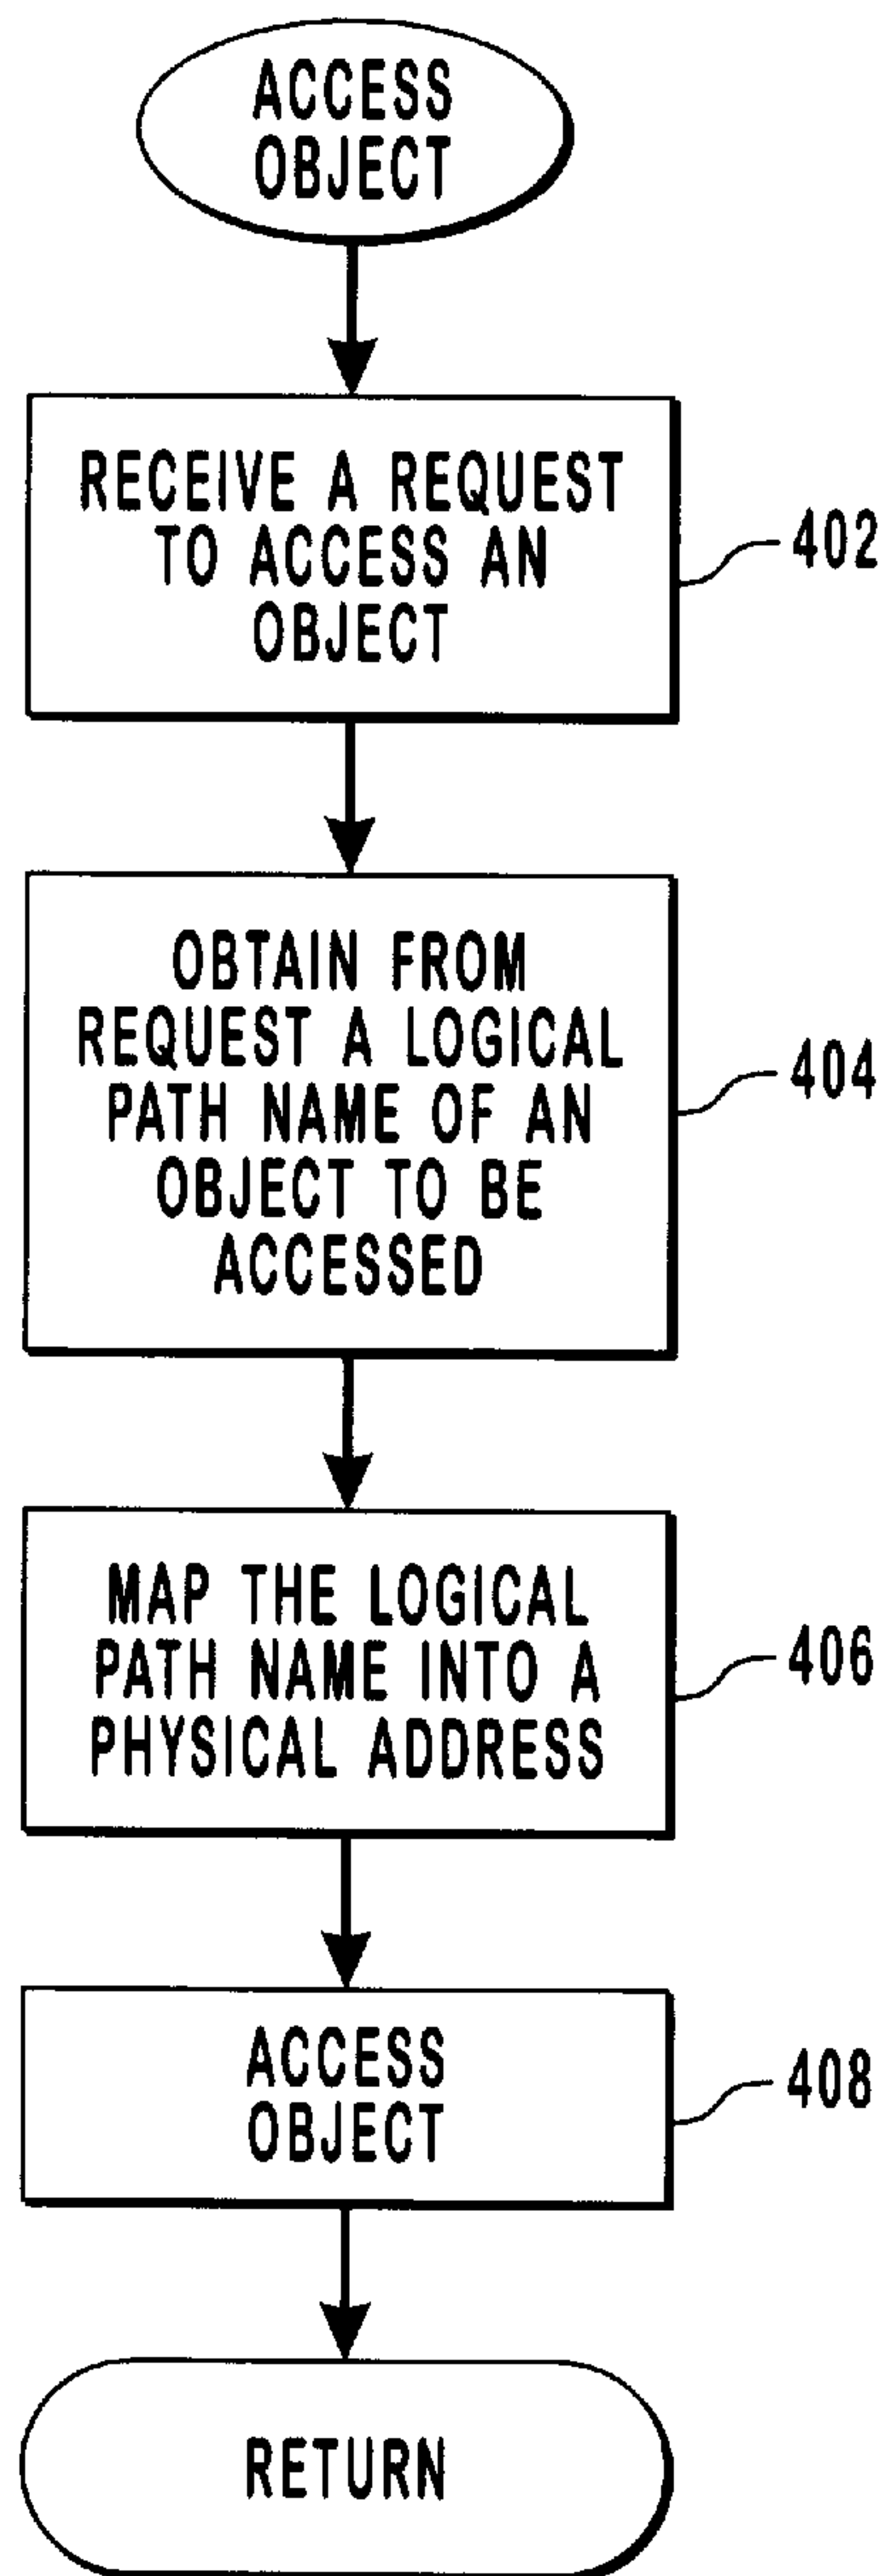 ACCESS
OBJECT
RECEIVE A REQUEST
TO ACCESS AN
OBJECT
402
OBTAIN FROM
REQUEST A LOGICAL
PATH NAME OF AN
OBJECT TO BE
ACCESSED
404
MAP THE LOGICAL
PATH NAME INTO A
PHYSICAL ADDRESS
406
ACCESS
OBJECT
408
RETURN